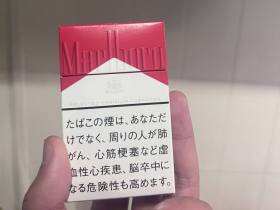 Marlboro
たばこの煙は、あなただ
けでなく、周りの人が肺
がん、心筋梗塞など虚
血性心疾患、脳卒中に
なる危険性も高めます。